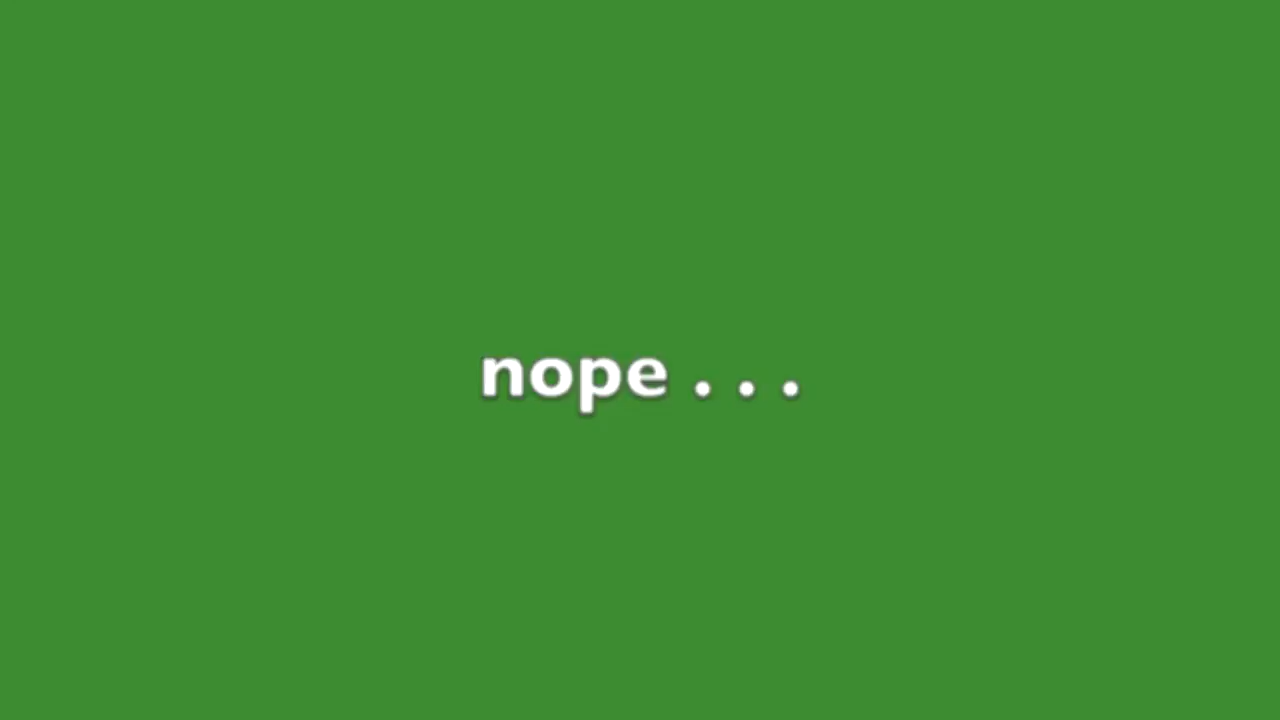 nope . . .